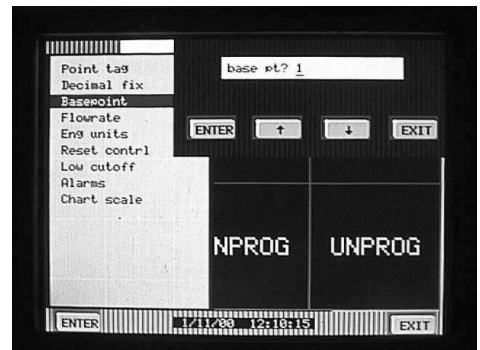 Point tag
Decimal fix
Basepoint
Flowrate
Eng units
Reset contrl
Low cutoff
Alarms
Chart scale
base pt? 1
ENTER ↑ ↓ EXIT
NPROG UNPROG
ENTER 1/11/00 12:10:15 EXIT